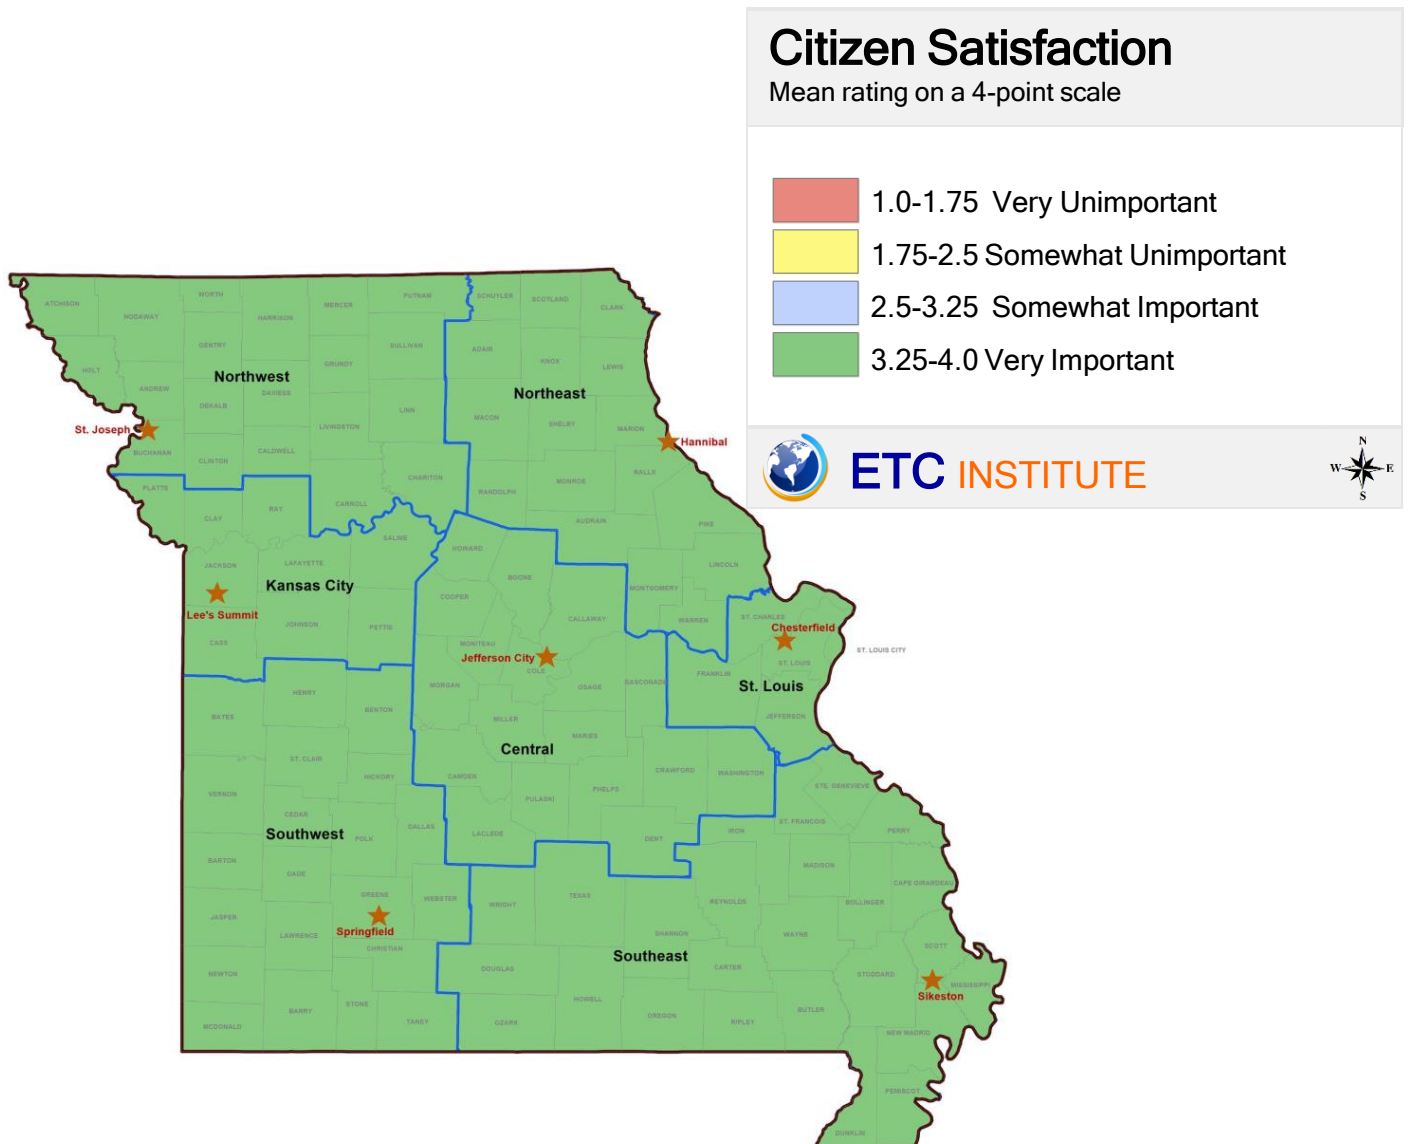 Citizen Satisfaction
Mean rating on a 4-point scale
1.0-1.75 Very Unimportant
1.75-2.5 Somewhat Unimportant
2.5-3.25 Somewhat Important
3.25-4.0 Very Important
ETC INSTITUTE
N
W E
S
ATCHISON
NODAWAY
WORTH
HARRISON
MERCER
PUTNAM
SCHUYLER
SCOTLAND
CLARK
GENTRY
SULLIVAN
ADAIR
KNOX
LEWIS
HOLT
ANDREW
Northwest
GRUNDY
DAVIESS
DEKALB
Northeast
LINN
MACON
SHELBY
MARION
St. Joseph
LIVINGSTON
Hannibal
BUCHANAN
CLINTON
CALDWELL
CHARITON
RALLS
MONROE
RANDOLPH
PLATTE
CLAY
RAY
CARROLL
AUDRAIN
PIKE
SALINE
HOWARD
LINCOLN
JACKSON
LAFAYETTE
BOONE
Kansas City
MONTGOMERY
COOPER
Lee's Summit
CALLAWAY
WARREN
ST. CHARLES
JOHNSON
PETTIS
Chesterfield
CASS
MONITEAU
ST. LOUIS CITY
Jefferson City
COLE
ST. LOUIS
FRANKLIN
MORGAN
OSAGE
GASCONADE
St. Louis
HENRY
BENTON
BATES
MILLER
JEFFERSON
MARIES
Central
ST. CLAIR
HICKORY
CAMDEN
CRAWFORD
WASHINGTON
STE. GENEVIEVE
VERNON
PULASKI
PHELPS
CEDAR
ST. FRANCOIS
Southwest
POLK
DALLAS
LACLEDE
DENT
IRON
PERRY
BARTON
DADE
MADISON
CAPE GIRARDEAU
GREENE
WEBSTER
WRIGHT
TEXAS
REYNOLDS
BOLLINGER
JASPER
Springfield
LAWRENCE
SHANNON
WAYNE
CHRISTIAN
SCOTT
Southeast
NEWTON
DOUGLAS
CARTER
STODDARD
MISSISSIPPI
Sikeston
HOWELL
STONE
BARRY
OREGON
BUTLER
MCDONALD
TANEY
OZARK
RIPLEY
NEW MADRID
PEMISCOT
DUNKLIN